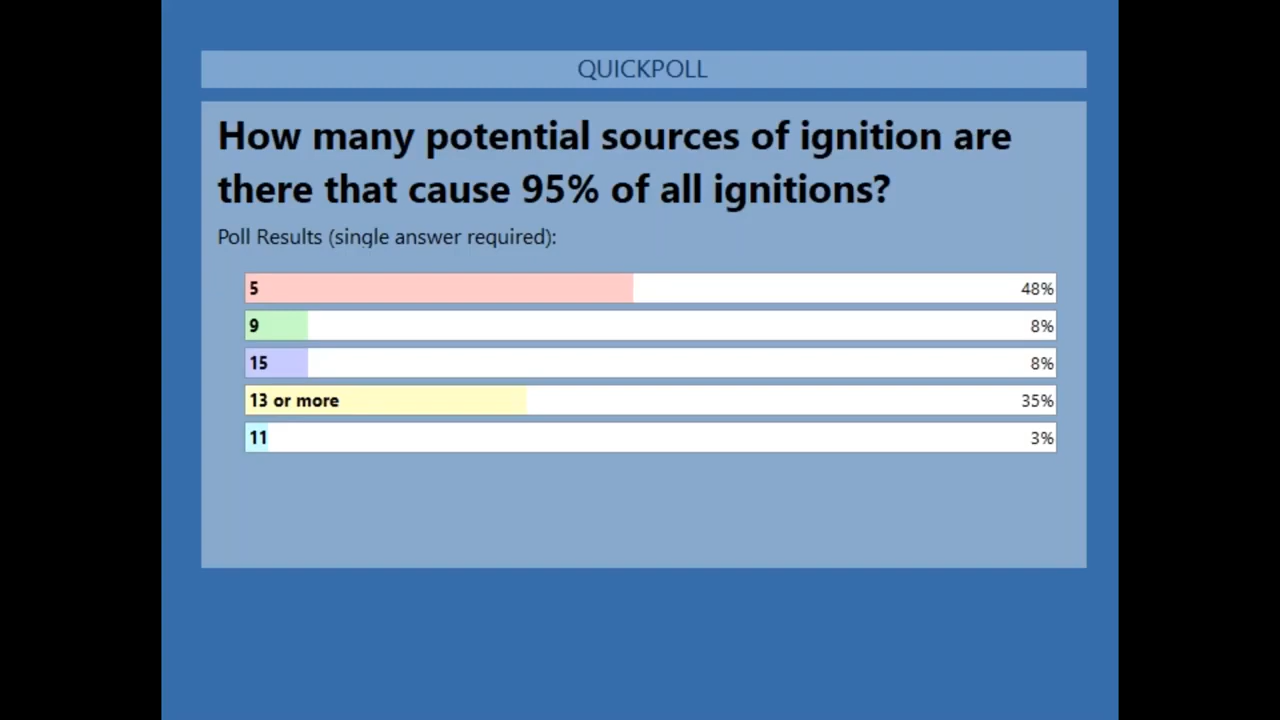 QUICKPOLL
How many potential sources of ignition are
there that cause 95% of all ignitions?
Poll Results (single answer required):
5 48%
9 8%
15 8%
13 or more 35%
11 3%